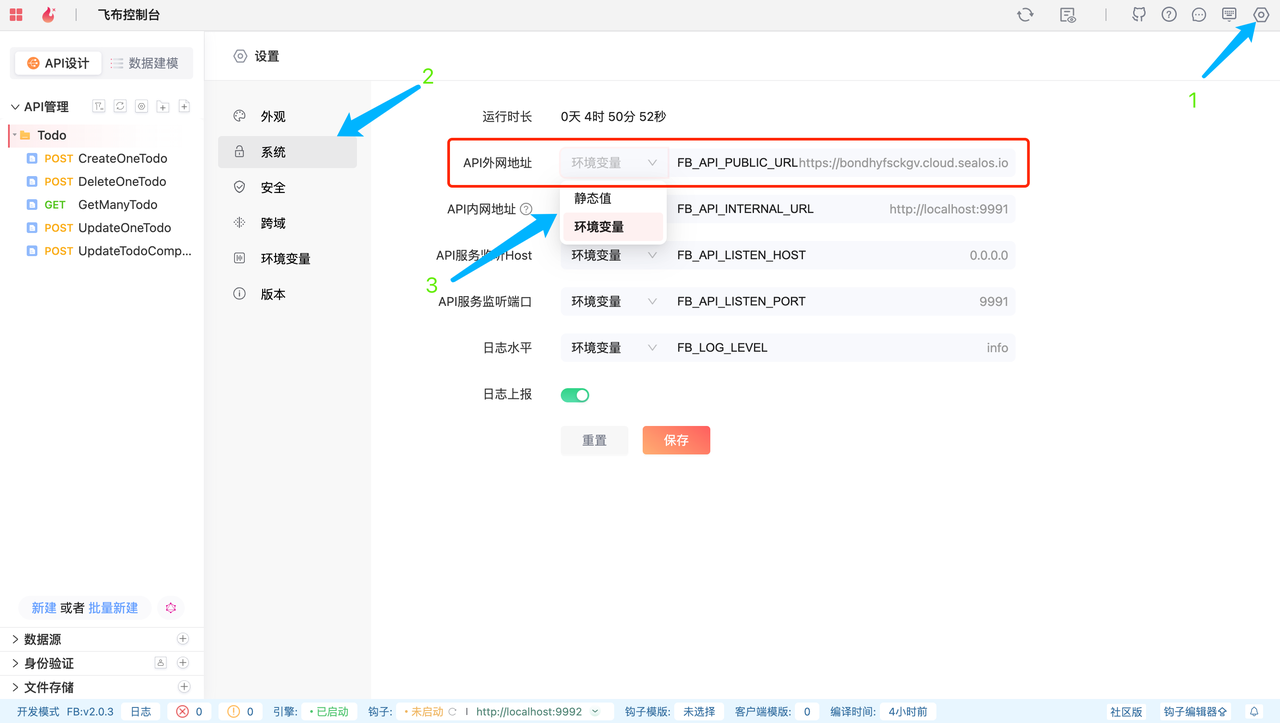 飞布控制台
1
API设计
数据建模
设置
2
API管理
Todo
POST CreateOneTodo
POST DeleteOneTodo
GET GetManyTodo
POST UpdateOneTodo
POST UpdateTodoComp...
外观
系统
安全
跨域
环境变量
版本
运行时长 0天 4时 50分 52秒
API外网地址 环境变量 FB_API_PUBLIC_URL https://bondhyfsckgv.cloud.sealos.io
静态值
环境变量
API内网地址 FB_API_INTERNAL_URL http://localhost:9991
3
API服务监听Host 环境变量 FB_API_LISTEN_HOST 0.0.0.0
API服务监听端口 环境变量 FB_API_LISTEN_PORT 9991
日志水平 环境变量 FB_LOG_LEVEL info
日志上报
重置 保存
新建 或者 批量新建
数据源
身份验证
文件存储
开发模式 FB:v2.0.3 日志 0 0 引擎: 已启动 钩子: 未启动 http://localhost:9992 钩子模版: 未选择 客户端模版: 0 编译时间: 4小时前 社区版 钩子编辑器